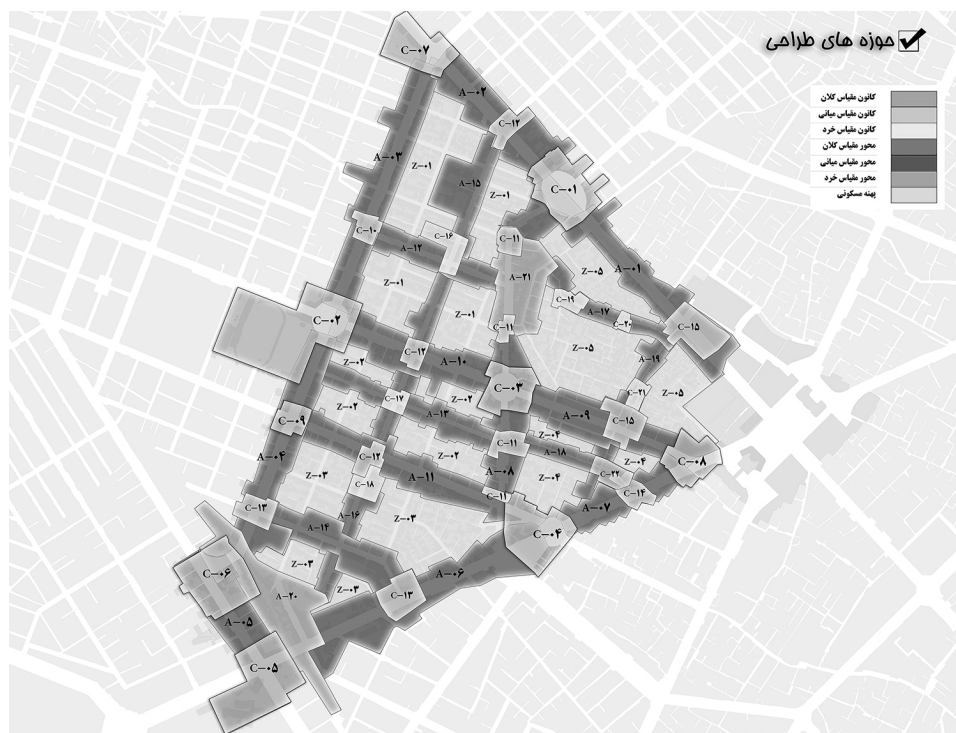 حوزه های طراحی
کانون مقیاس کلان
کانون مقیاس میانی
کانون مقیاس خرد
محور مقیاس کلان
محور مقیاس میانی
محور مقیاس خرد
پهنه مسکونی
C-۰۷
A-۰۲
C-۱۲
A-۰۳
Z-۰۱
A-۱۵
Z-۰۱
C-۰۱
C-۱۰
C-۱۶
A-۱۲
C-۱۱
Z-۰۵
A-۰۱
A-۲۱
Z-۰۱
C-۱۹
A-۱۷
C-۲۰
C-۱۵
C-۰۲
Z-۰۱
C-۱۱
Z-۰۵
C-۱۲
A-۱۰
A-۱۹
Z-۰۲
C-۰۳
C-۲۱
Z-۰۵
Z-۰۲
C-۱۷
Z-۰۲
A-۱۳
A-۰۹
C-۱۵
C-۰۹
C-۱۱
Z-۰۴
A-۱۸
A-۰۴
C-۱۲
Z-۰۲
Z-۰۴
C-۰۸
Z-۰۳
A-۱۱
A-۰۸
Z-۰۴
C-۲۲
C-۱۸
C-۱۱
C-۱۴
C-۱۳
A-۱۶
Z-۰۳
A-۰۷
A-۱۴
C-۰۴
Z-۰۳
C-۰۶
A-۰۶
Z-۰۳
A-۲۰
C-۱۳
A-۰۵
C-۰۵